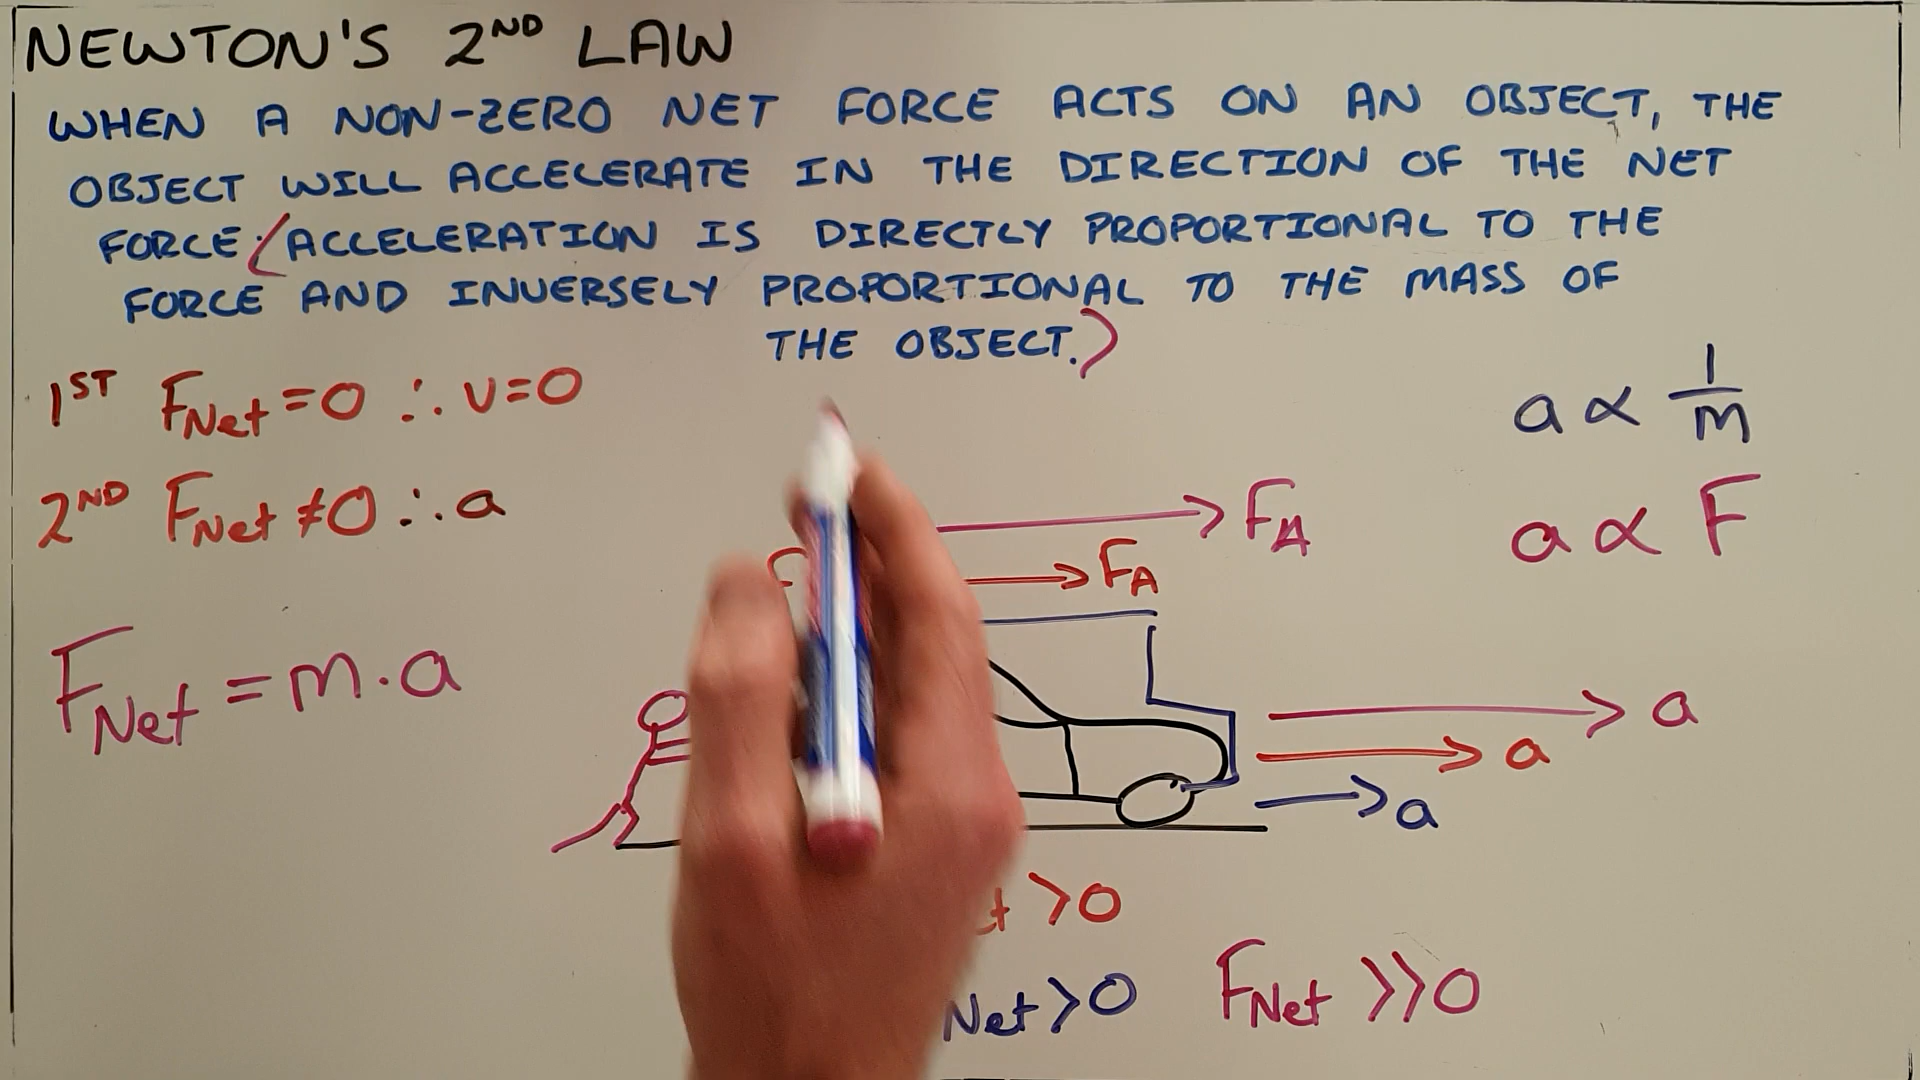 NEWTON'S 2ND LAW
WHEN A NON-ZERO NET FORCE ACTS ON AN OBJECT, THE
OBJECT WILL ACCELERATE IN THE DIRECTION OF THE NET
FORCE. (ACCELERATION IS DIRECTLY PROPORTIONAL TO THE
FORCE AND INVERSELY PROPORTIONAL TO THE MASS OF
THE OBJECT.)
1ST FNet = 0 ∴ v = 0
a ∝ 1/m
2ND FNet ≠ 0 ∴ a
FA
a ∝ F
FA
FNet = m · a
a
a
a
>0
Net >0
FNet >>0